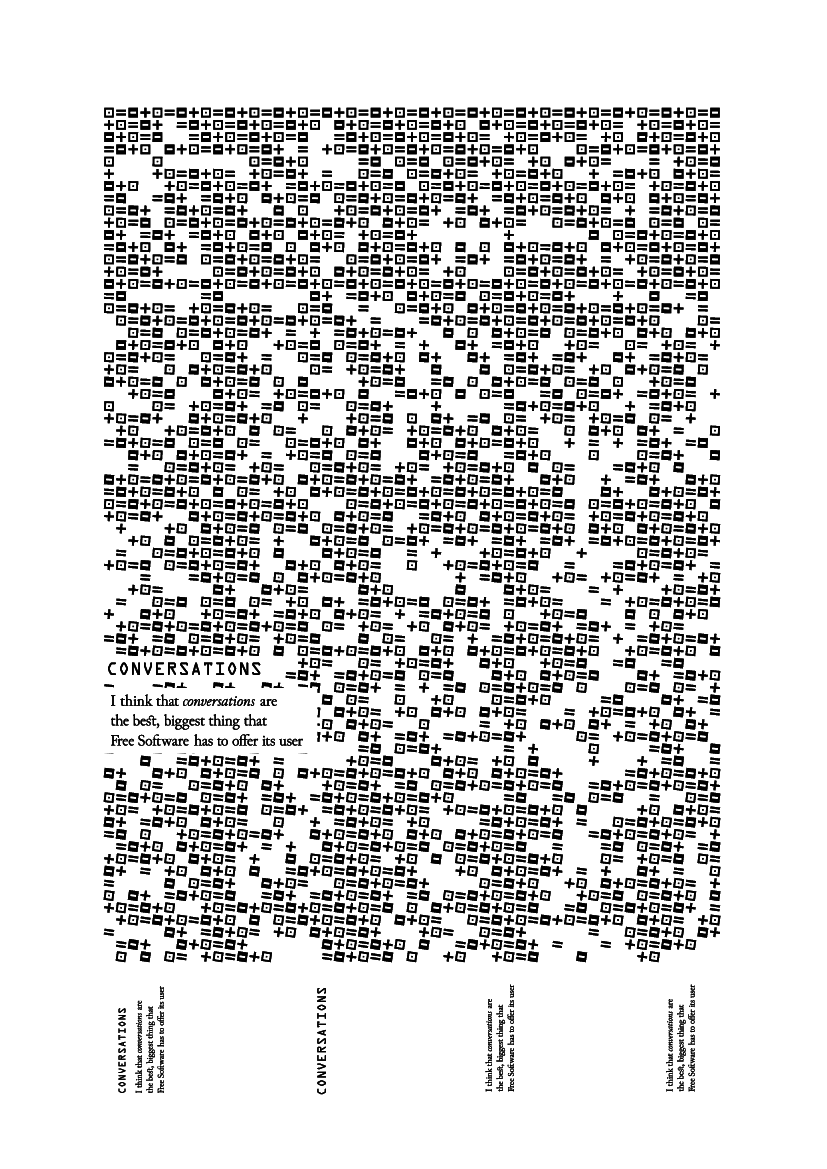 CONVERSATIONS
I think that conversations are
the best, biggest thing that
Free Software has to offer its user
CONVERSATIONS
I think that conversations are
the best, biggest thing that
Free Software has to offer its user
CONVERSATIONS
I think that conversations are
the best, biggest thing that
Free Software has to offer its user
I think that conversations are
the best, biggest thing that
Free Software has to offer its user